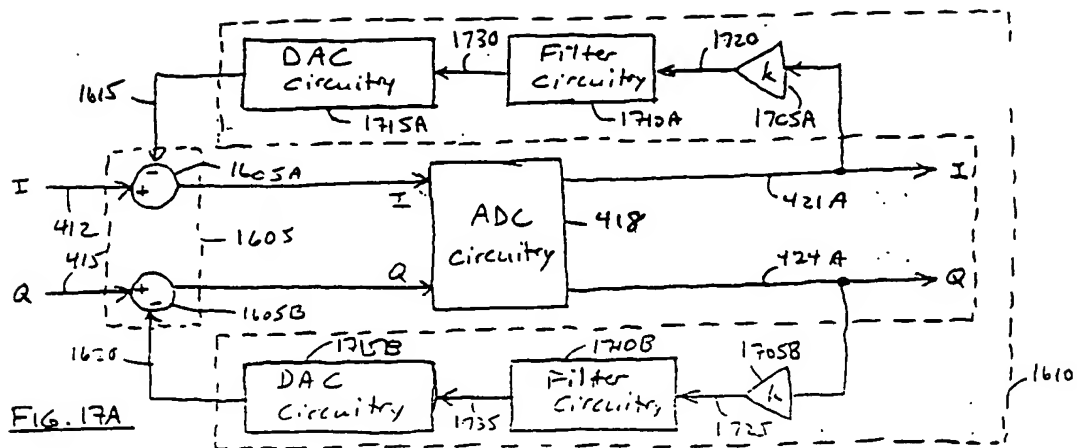 1730
1720
DAC
Circuitry
Filter
Circuitry
k
1615
1715A
1710A
1705A
I
412
1605A
I
ADC
Circuitry
418
421A
I
1605
415
Q
Q
424A
Q
1605B
1620
1715B
1710B
1705B
DAC
Circuitry
Filter
Circuitry
k
1610
1735
1725
FIG. 17A